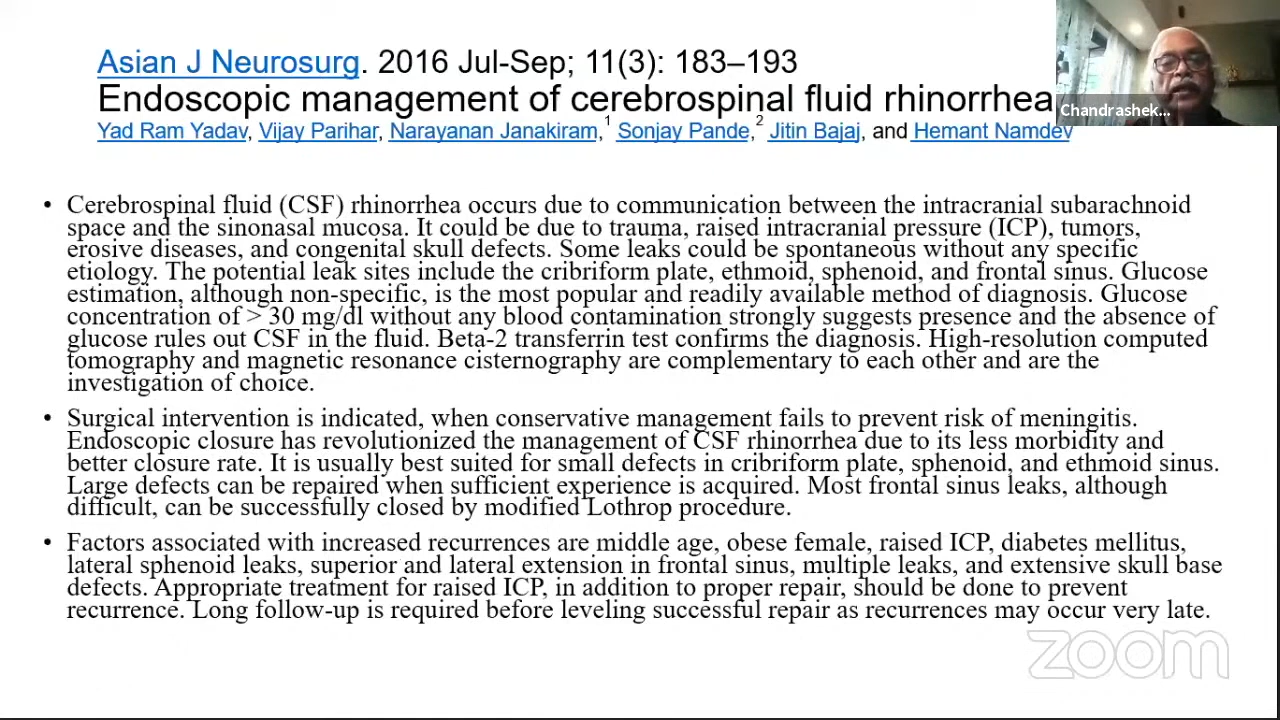 Asian J Neurosurg. 2016 Jul-Sep; 11(3): 183–193
Endoscopic management of cerebrospinal fluid rhinorrhea
Yad Ram Yadav, Vijay Parihar, Narayanan Janakiram,1 Sonjay Pande,2 Jitin Bajaj, and Hemant Namdev
Chandrashek...
• Cerebrospinal fluid (CSF) rhinorrhea occurs due to communication between the intracranial subarachnoid
space and the sinonasal mucosa. It could be due to trauma, raised intracranial pressure (ICP), tumors,
erosive diseases, and congenital skull defects. Some leaks could be spontaneous without any specific
etiology. The potential leak sites include the cribriform plate, ethmoid, sphenoid, and frontal sinus. Glucose
estimation, although non-specific, is the most popular and readily available method of diagnosis. Glucose
concentration of > 30 mg/dl without any blood contamination strongly suggests presence and the absence of
glucose rules out CSF in the fluid. Beta-2 transferrin test confirms the diagnosis. High-resolution computed
tomography and magnetic resonance cisternography are complementary to each other and are the
investigation of choice.
• Surgical intervention is indicated, when conservative management fails to prevent risk of meningitis.
Endoscopic closure has revolutionized the management of CSF rhinorrhea due to its less morbidity and
better closure rate. It is usually best suited for small defects in cribriform plate, sphenoid, and ethmoid sinus.
Large defects can be repaired when sufficient experience is acquired. Most frontal sinus leaks, although
difficult, can be successfully closed by modified Lothrop procedure.
• Factors associated with increased recurrences are middle age, obese female, raised ICP, diabetes mellitus,
lateral sphenoid leaks, superior and lateral extension in frontal sinus, multiple leaks, and extensive skull base
defects. Appropriate treatment for raised ICP, in addition to proper repair, should be done to prevent
recurrence. Long follow-up is required before leveling successful repair as recurrences may occur very late.
zoom